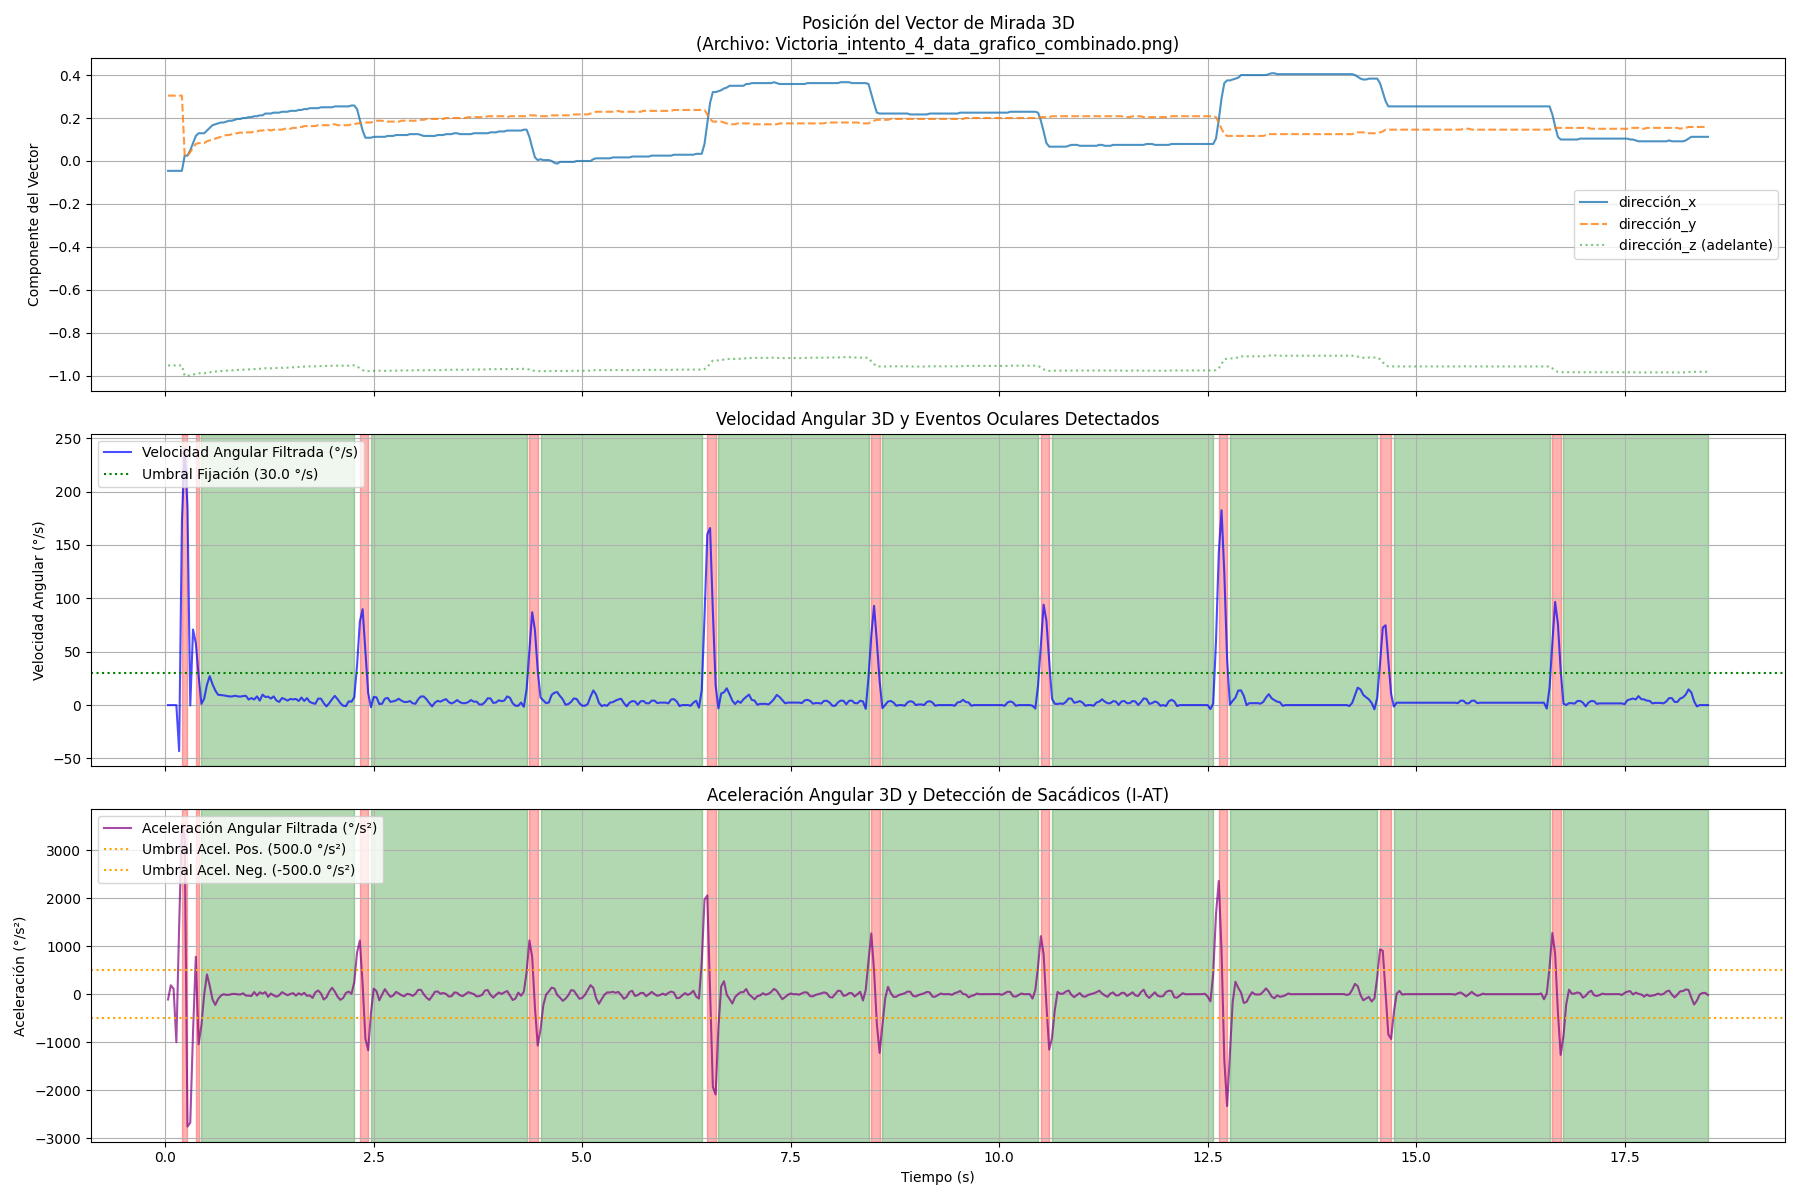 Posición del Vector de Mirada 3D
(Archivo: Victoria_intento_4_data_grafico_combinado.png)
Componente del Vector
0.4
0.2
0.0
−0.2
−0.4
−0.6
−0.8
−1.0
dirección_x
dirección_y
dirección_z (adelante)
Velocidad Angular 3D y Eventos Oculares Detectados
Velocidad Angular (°/s)
250
200
150
100
50
0
−50
Velocidad Angular Filtrada (°/s)
Umbral Fijación (30.0 °/s)
Aceleración Angular 3D y Detección de Sacádicos (I-AT)
Aceleración (°/s²)
3000
2000
1000
0
−1000
−2000
−3000
Aceleración Angular Filtrada (°/s²)
Umbral Acel. Pos. (500.0 °/s²)
Umbral Acel. Neg. (-500.0 °/s²)
0.0 2.5 5.0 7.5 10.0 12.5 15.0 17.5
Tiempo (s)